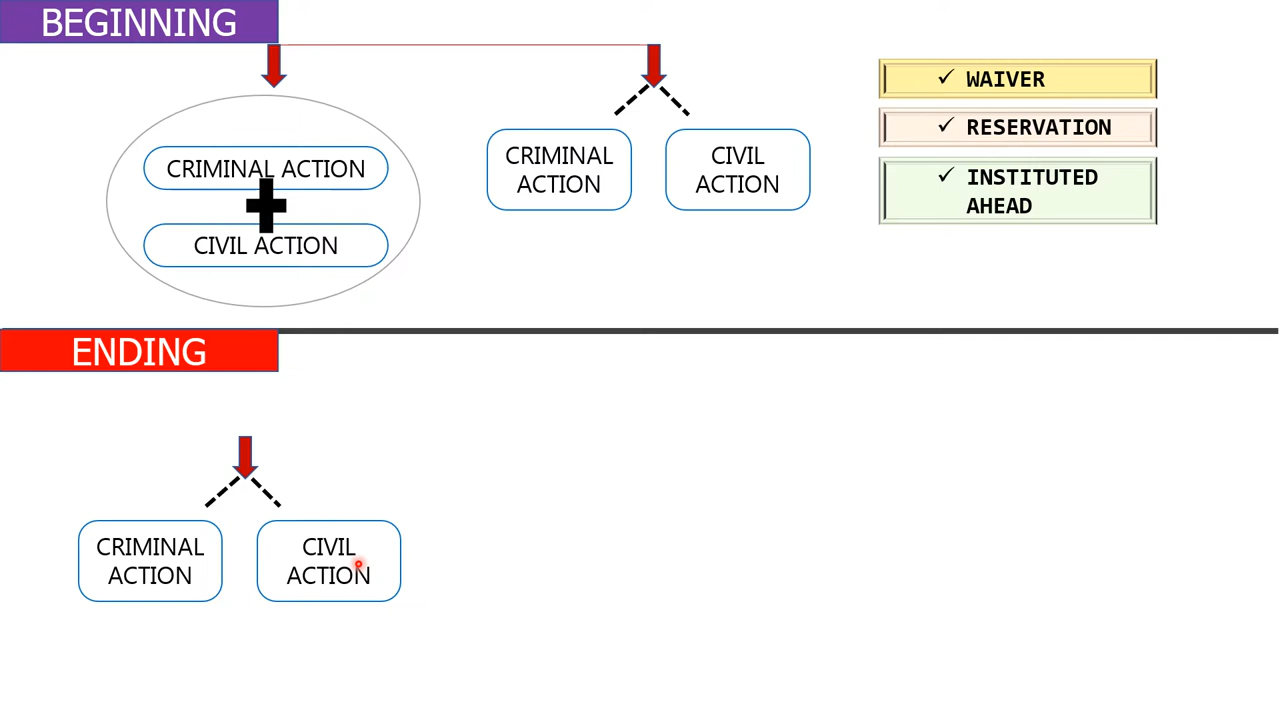 BEGINNING
CRIMINAL ACTION
CIVIL ACTION
CRIMINAL
ACTION
CIVIL
ACTION
✓ WAIVER
✓ RESERVATION
✓ INSTITUTED
AHEAD
ENDING
CRIMINAL
ACTION
CIVIL
ACTION